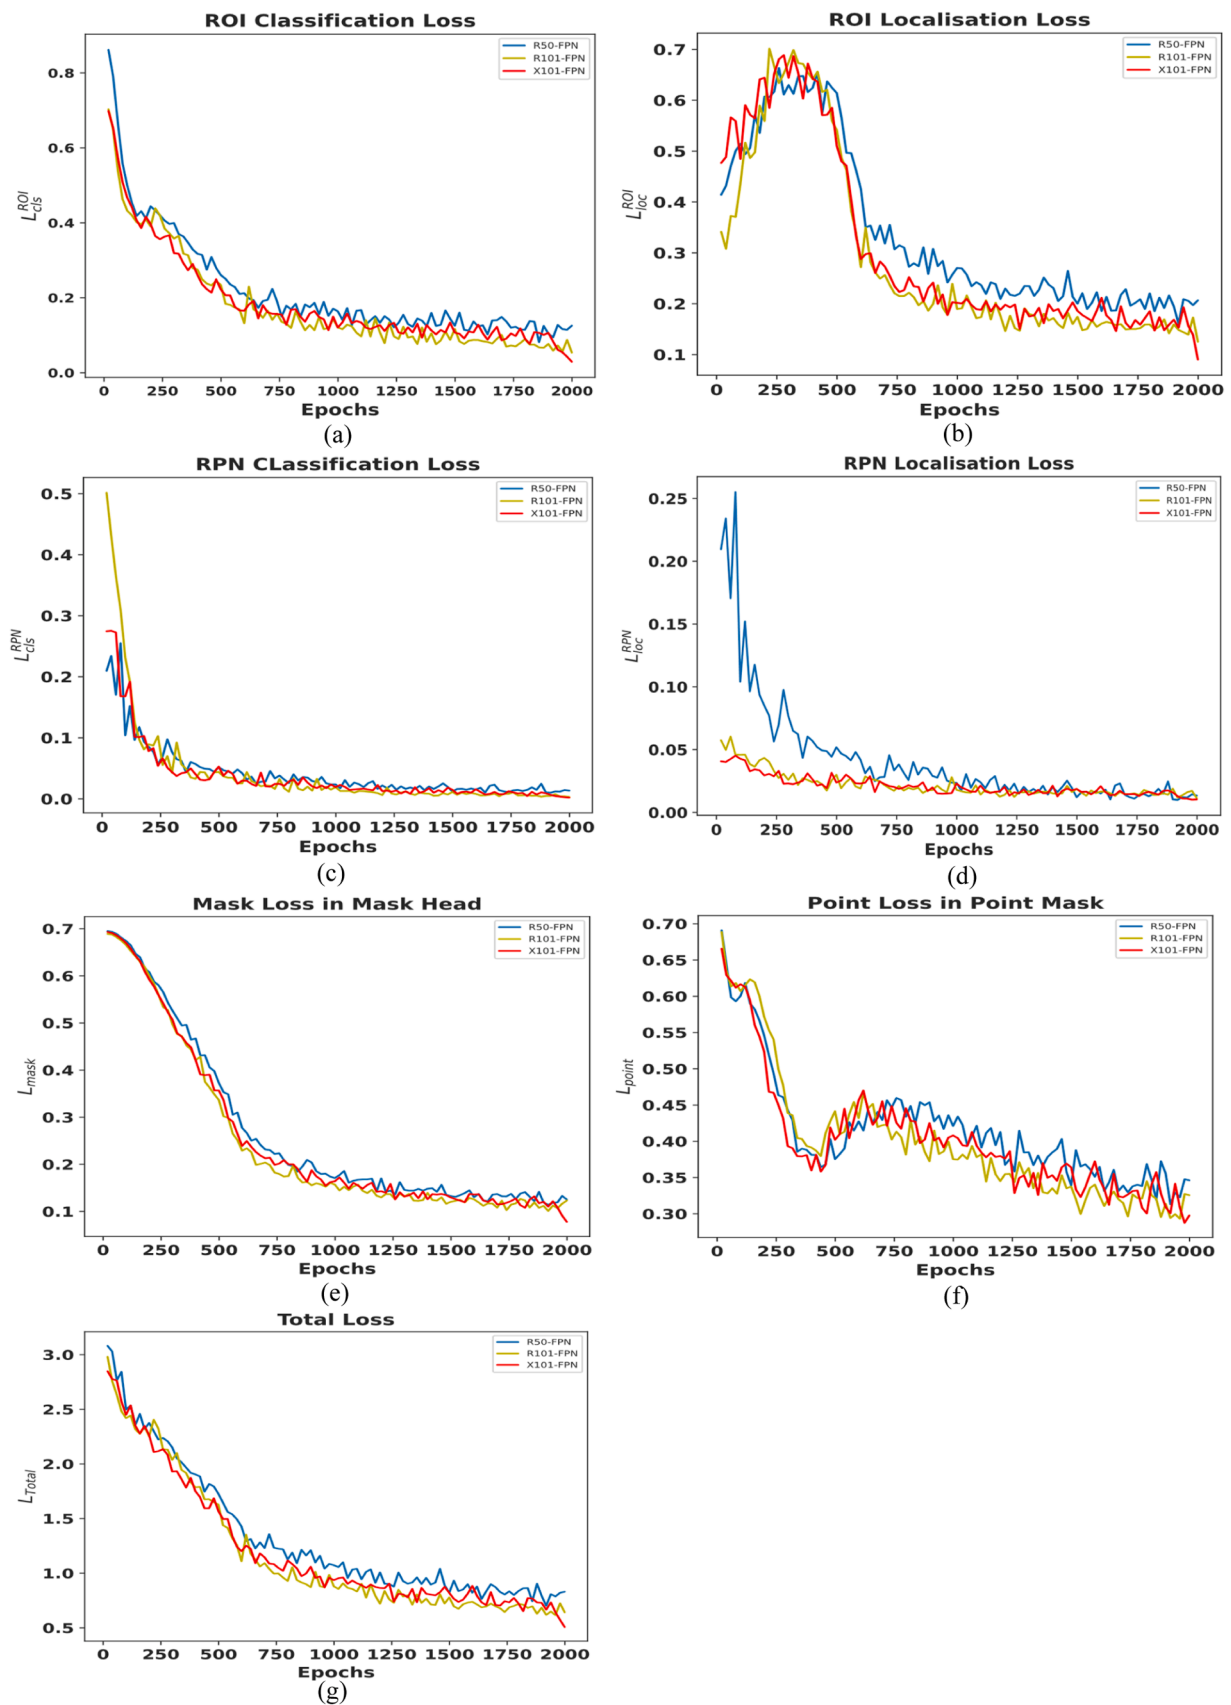 ROI Classification Loss
R50-FPN
R101-FPN
X101-FPN
0.8
0.6
0.4
0.2
0.0
L_cls^ROI
0 250 500 750 1000 1250 1500 1750 2000
Epochs
(a)
ROI Localisation Loss
R50-FPN
R101-FPN
X101-FPN
0.7
0.6
0.5
0.4
0.3
0.2
0.1
L_loc^ROI
0 250 500 750 1000 1250 1500 1750 2000
Epochs
(b)
RPN CLassification Loss
R50-FPN
R101-FPN
X101-FPN
0.5
0.4
0.3
0.2
0.1
0.0
L_cls^RPN
0 250 500 750 1000 1250 1500 1750 2000
Epochs
(c)
RPN Localisation Loss
R50-FPN
R101-FPN
X101-FPN
0.25
0.20
0.15
0.10
0.05
0.00
L_loc^RPN
0 250 500 750 1000 1250 1500 1750 2000
Epochs
(d)
Mask Loss in Mask Head
R50-FPN
R101-FPN
X101-FPN
0.7
0.6
0.5
0.4
0.3
0.2
0.1
L_mask
0 250 500 750 1000 1250 1500 1750 2000
Epochs
(e)
Point Loss in Point Mask
R50-FPN
R101-FPN
X101-FPN
0.70
0.65
0.60
0.55
0.50
0.45
0.40
0.35
0.30
L_point
0 250 500 750 1000 1250 1500 1750 2000
Epochs
(f)
Total Loss
R50-FPN
R101-FPN
X101-FPN
3.0
2.5
2.0
1.5
1.0
0.5
L_Total
0 250 500 750 1000 1250 1500 1750 2000
Epochs
(g)